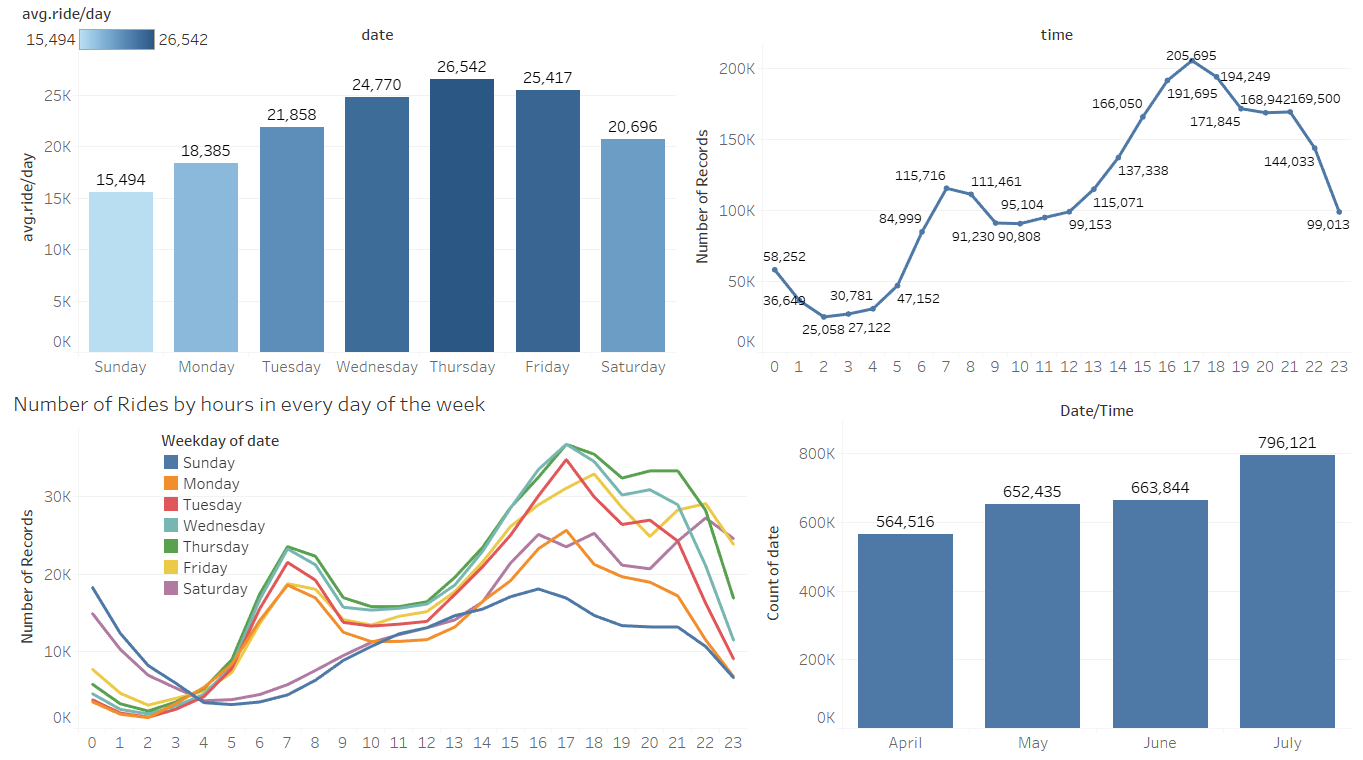 avg.ride/day
15,494 26,542
date
avg.ride/day
25K
20K
15K
10K
5K
0K
15,494
18,385
21,858
24,770
26,542
25,417
20,696
Sunday Monday Tuesday Wednesday Thursday Friday Saturday
time
Number of Records
200K
150K
100K
50K
0K
58,252
36,649
25,058
27,122
30,781
47,152
84,999
115,716
111,461
91,230
90,808
95,104
99,153
115,071
137,338
166,050
191,695
205,695
194,249
171,845
168,942
169,500
144,033
99,013
0 1 2 3 4 5 6 7 8 9 10 11 12 13 14 15 16 17 18 19 20 21 22 23
Number of Rides by hours in every day of the week
Weekday of date
Sunday
Monday
Tuesday
Wednesday
Thursday
Friday
Saturday
Number of Records
30K
20K
10K
0K
0 1 2 3 4 5 6 7 8 9 10 11 12 13 14 15 16 17 18 19 20 21 22 23
Date/Time
Count of date
800K
600K
400K
200K
0K
564,516
652,435
663,844
796,121
April May June July